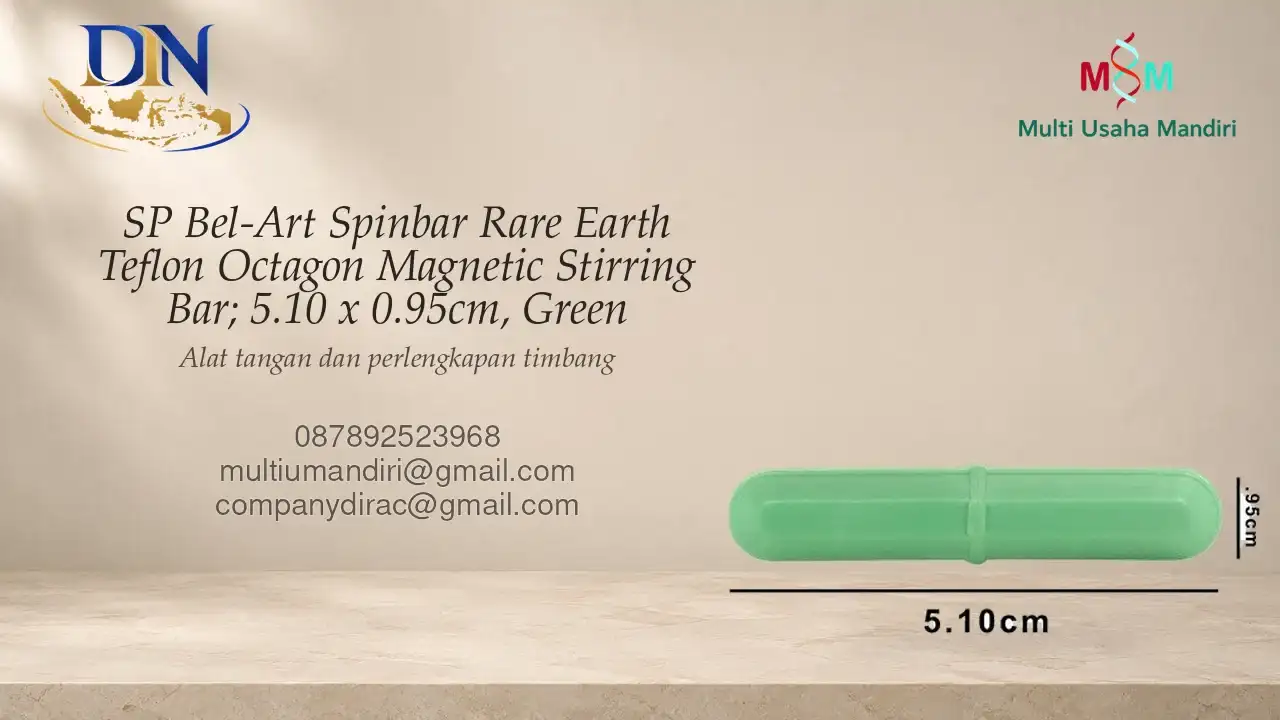 DIN
M M
Multi Usaha Mandiri
SP Bel-Art Spinbar Rare Earth
Teflon Octagon Magnetic Stirring
Bar; 5.10 x 0.95cm, Green
Alat tangan dan perlengkapan timbang
087892523968
multiumandiri@gmail.com
companydirac@gmail.com
.95cm
5.10cm